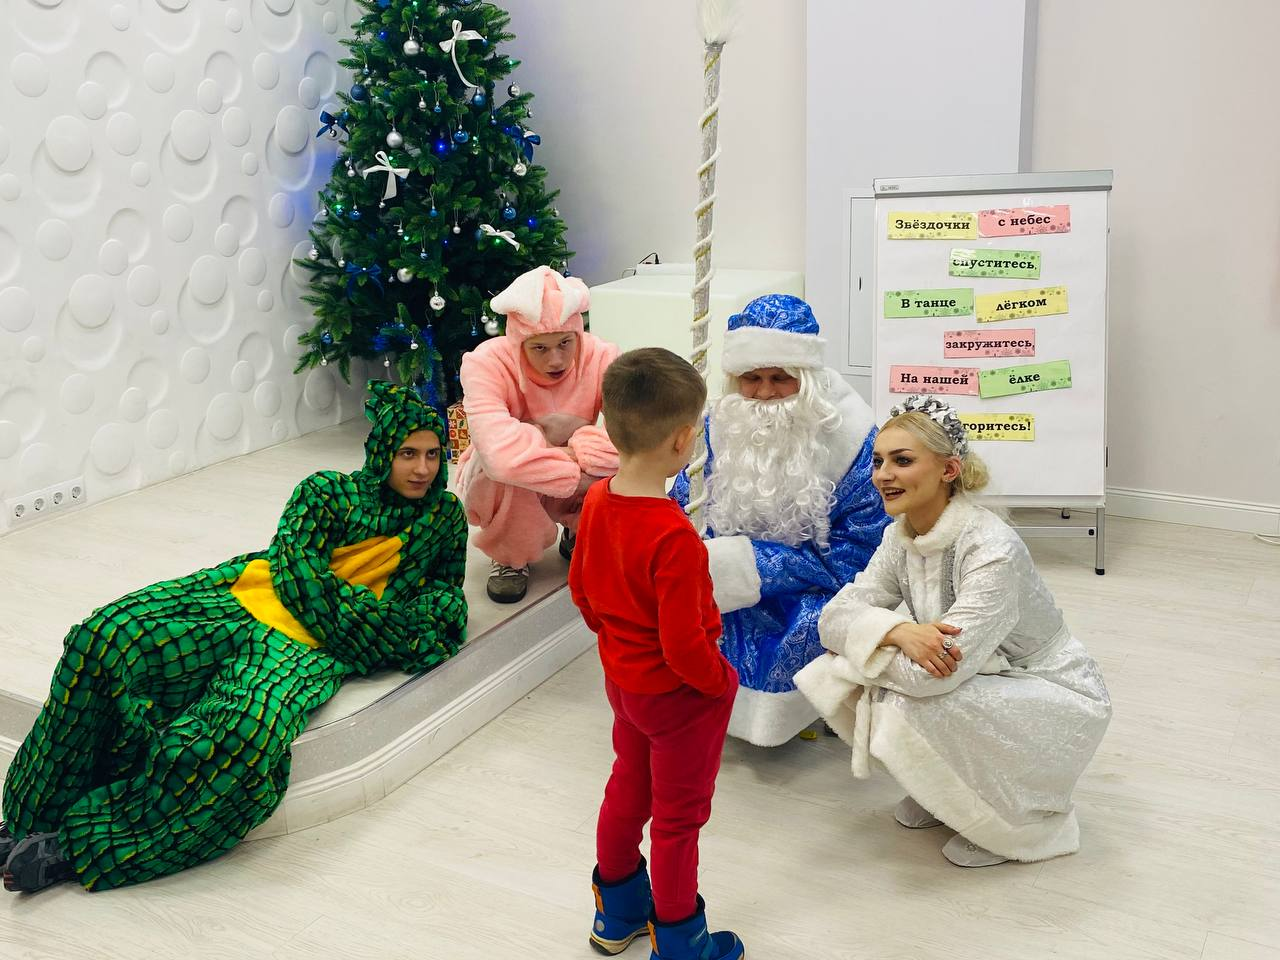 Звёздочки с небес
спуститесь,
В танце лёгком
закружитесь,
На нашей ёлке
горитесь!